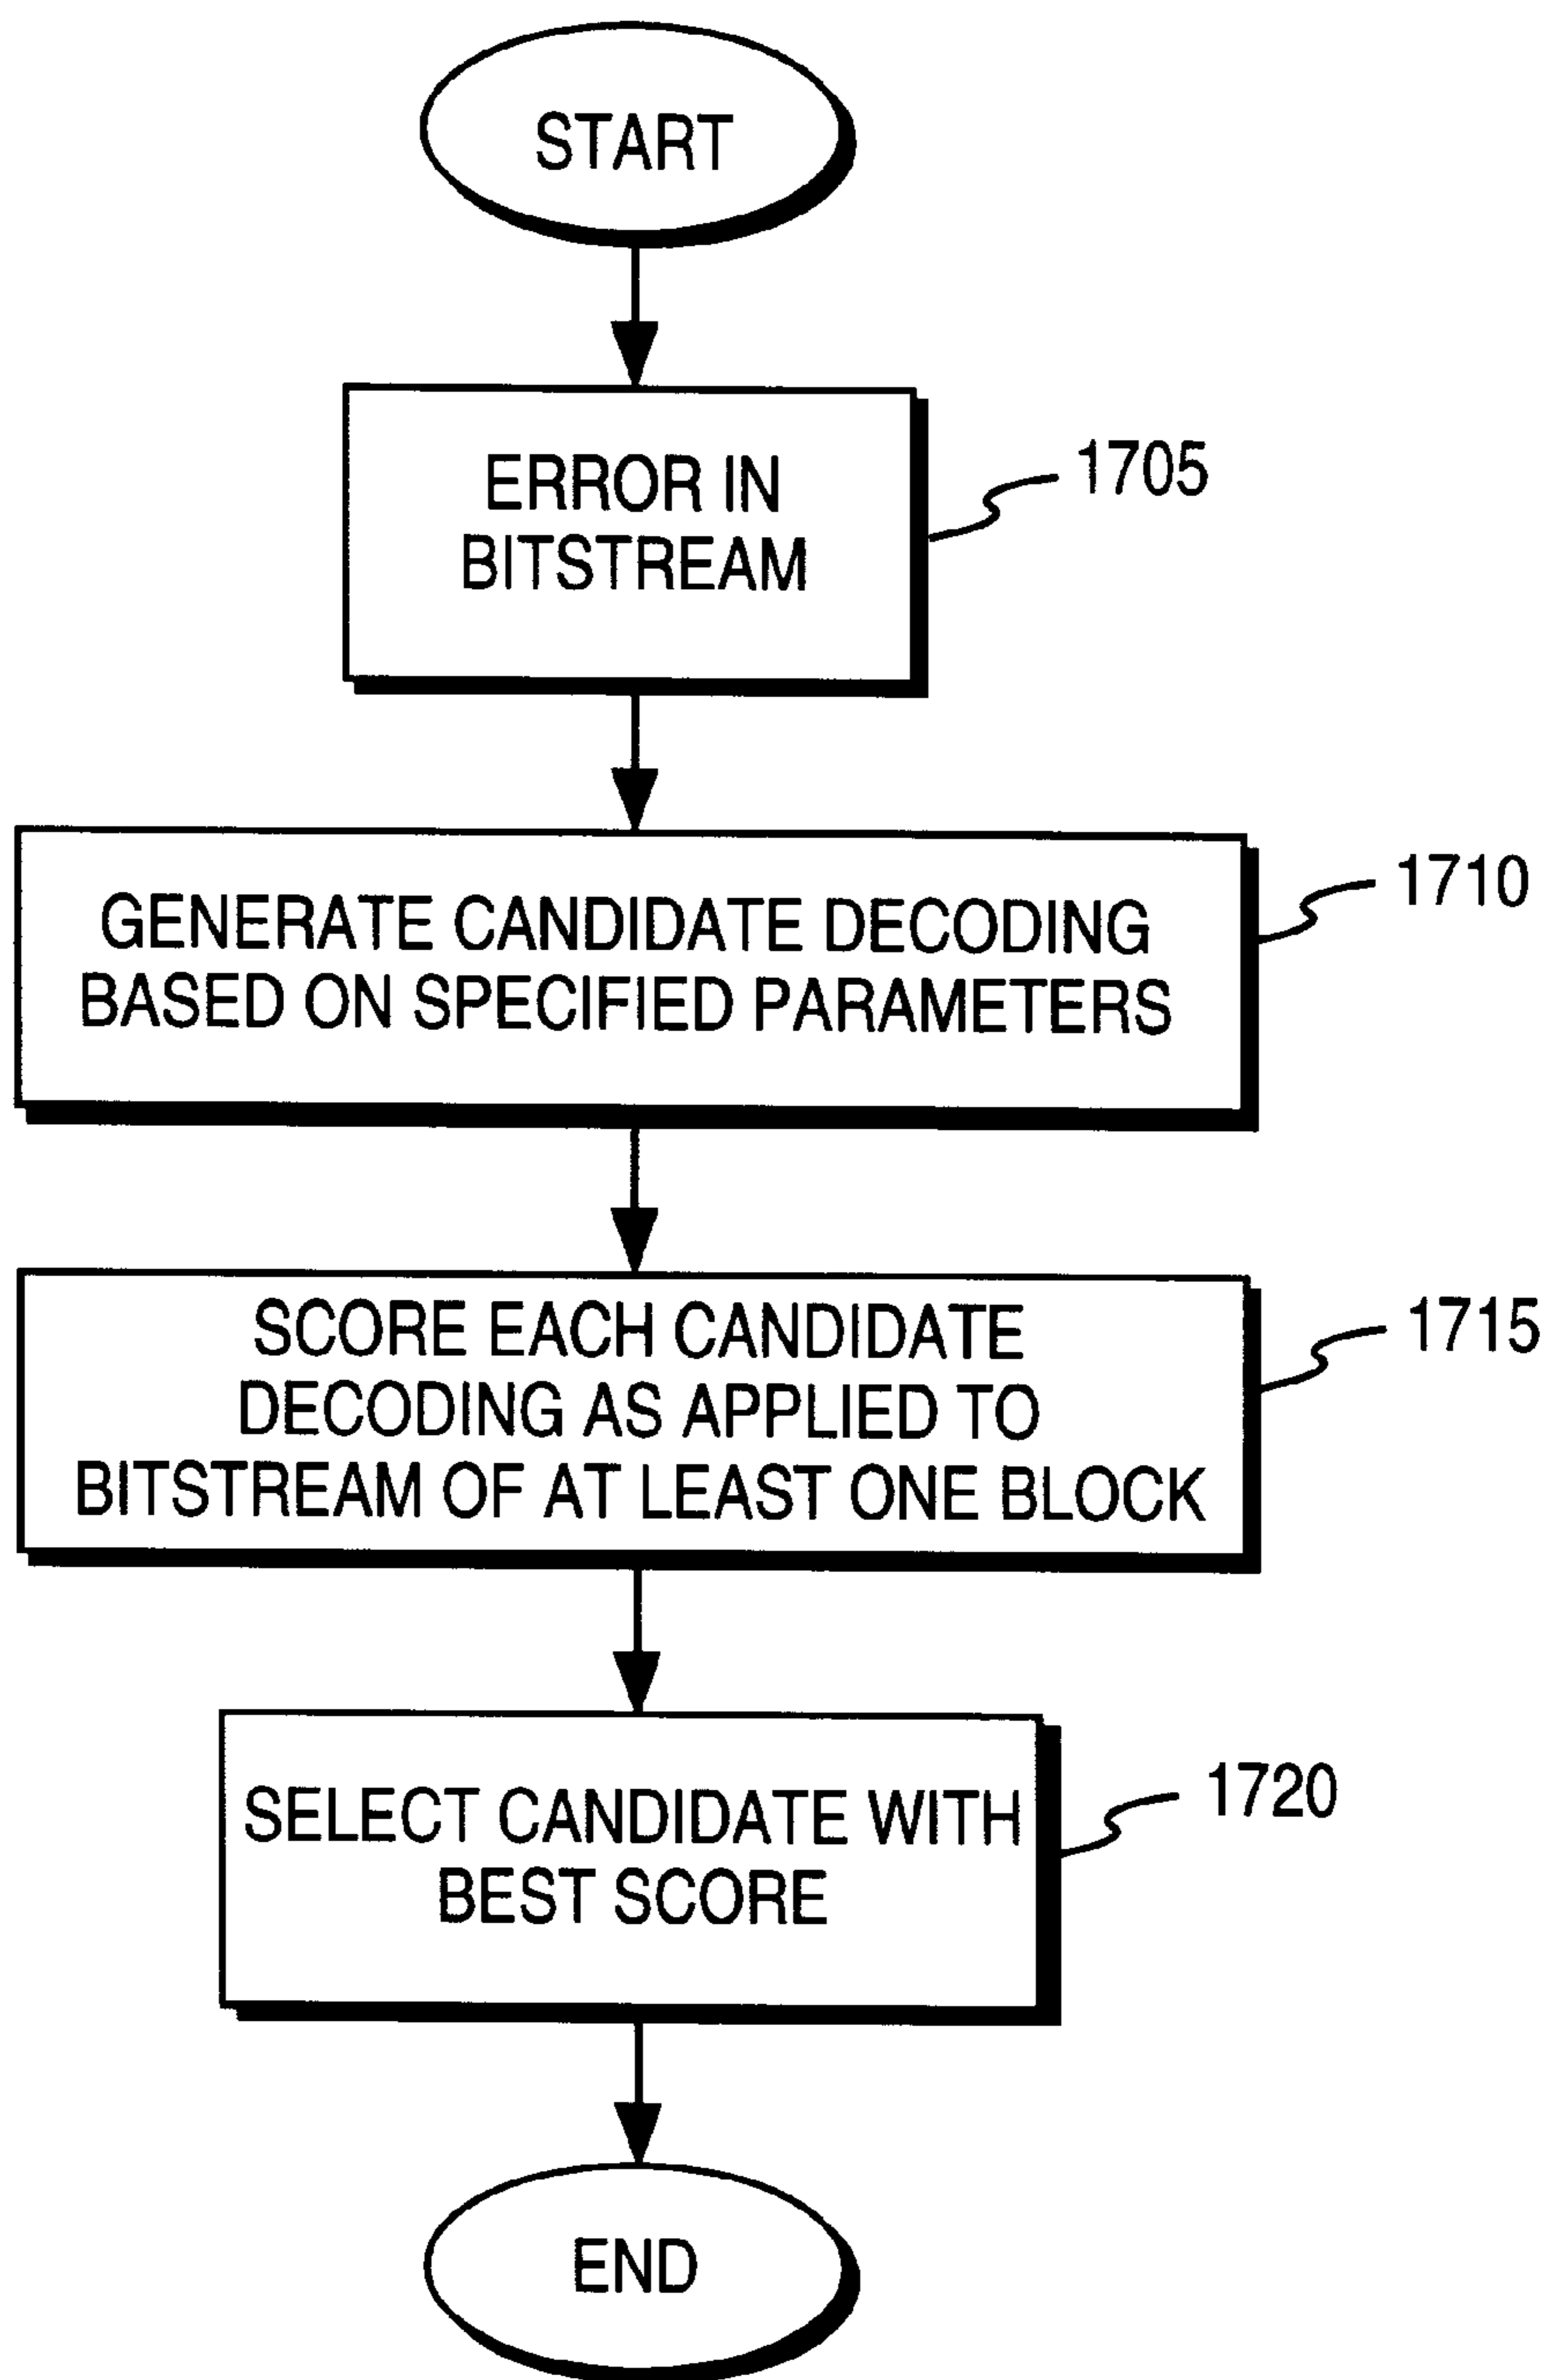 START
ERROR IN
BITSTREAM
1705
GENERATE CANDIDATE DECODING
BASED ON SPECIFIED PARAMETERS
1710
SCORE EACH CANDIDATE
DECODING AS APPLIED TO
BITSTREAM OF AT LEAST ONE BLOCK
1715
SELECT CANDIDATE WITH
BEST SCORE
1720
END